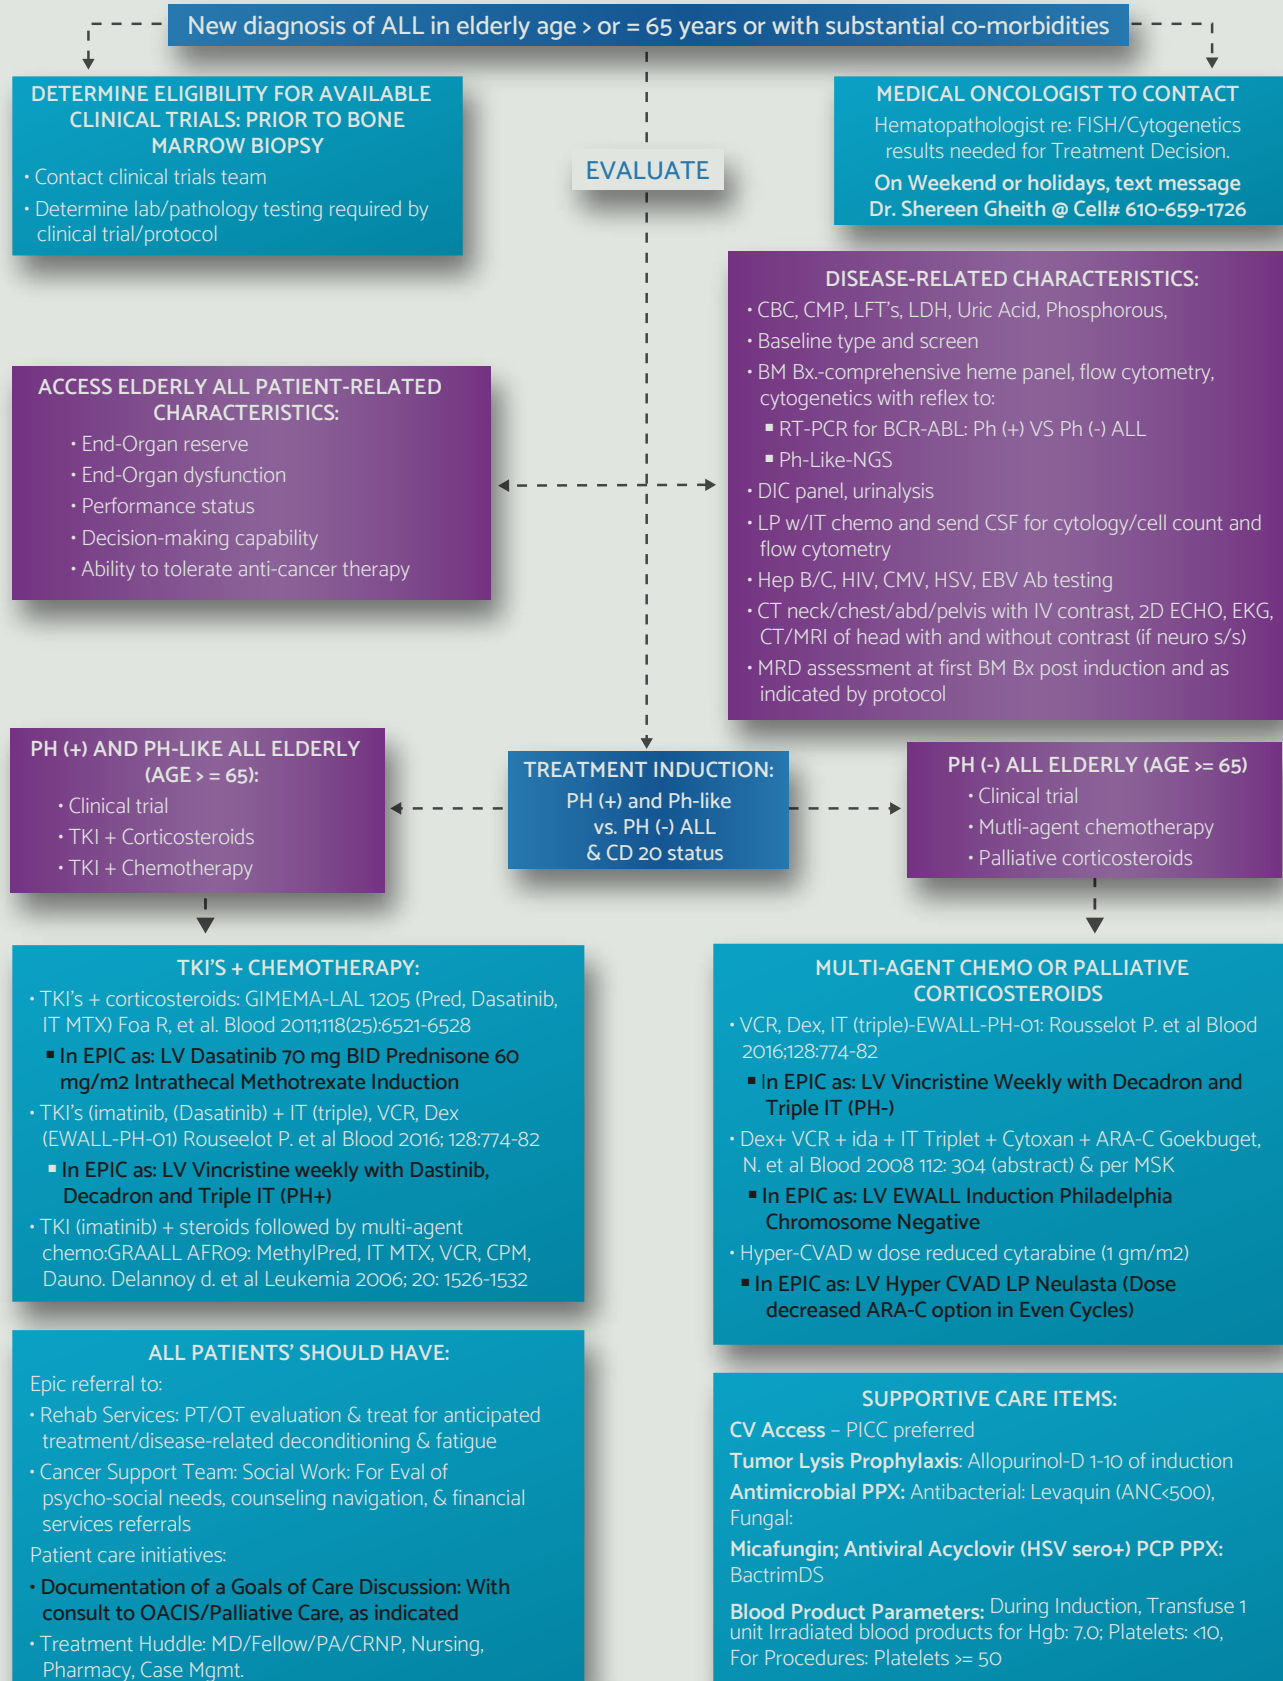 New diagnosis of ALL in elderly age > or = 65 years or with substantial co-morbidities
DETERMINE ELIGIBILITY FOR AVAILABLE
CLINICAL TRIALS: PRIOR TO BONE
MARROW BIOPSY
• Contact clinical trials team
• Determine lab/pathology testing required by
clinical trial/protocol
EVALUATE
MEDICAL ONCOLOGIST TO CONTACT
Hematopathologist re: FISH/Cytogenetics
results needed for Treatment Decision.
On Weekend or holidays, text message
Dr. Shereen Gheith @ Cell# 610-659-1726
ACCESS ELDERLY ALL PATIENT-RELATED
CHARACTERISTICS:
• End-Organ reserve
• End-Organ dysfunction
• Performance status
• Decision-making capability
• Ability to tolerate anti-cancer therapy
DISEASE-RELATED CHARACTERISTICS:
• CBC, CMP, LFT's, LDH, Uric Acid, Phosphorous,
• Baseline type and screen
• BM Bx.-comprehensive heme panel, flow cytometry,
cytogenetics with reflex to:
▪ RT-PCR for BCR-ABL: Ph (+) VS Ph (-) ALL
▪ Ph-Like-NGS
• DIC panel, urinalysis
• LP w/IT chemo and send CSF for cytology/cell count and
flow cytometry
• Hep B/C, HIV, CMV, HSV, EBV Ab testing
• CT neck/chest/abd/pelvis with IV contrast, 2D ECHO, EKG,
CT/MRI of head with and without contrast (if neuro s/s)
• MRD assessment at first BM Bx post induction and as
indicated by protocol
PH (+) AND PH-LIKE ALL ELDERLY
(AGE > = 65):
• Clinical trial
• TKI + Corticosteroids
• TKI + Chemotherapy
TREATMENT INDUCTION:
PH (+) and Ph-like
vs. PH (-) ALL
& CD 20 status
PH (-) ALL ELDERLY (AGE >= 65)
• Clinical trial
• Mutli-agent chemotherapy
• Palliative corticosteroids
TKI'S + CHEMOTHERAPY:
• TKI's + corticosteroids: GIMEMA-LAL 1205 (Pred, Dasatinib,
IT MTX) Foa R, et al. Blood 2011;118(25):6521-6528
▪ In EPIC as: LV Dasatinib 70 mg BID Prednisone 60
mg/m2 Intrathecal Methotrexate Induction
• TKI's (imatinib, (Dasatinib) + IT (triple), VCR, Dex
(EWALL-PH-01) Rouseelot P. et al Blood 2016; 128:774-82
▪ In EPIC as: LV Vincristine weekly with Dastinib,
Decadron and Triple IT (PH+)
• TKI (imatinib) + steroids followed by multi-agent
chemo:GRAALL AFR09: MethylPred, IT MTX, VCR, CPM,
Dauno. Delannoy d. et al Leukemia 2006; 20: 1526-1532
MULTI-AGENT CHEMO OR PALLIATIVE
CORTICOSTEROIDS
• VCR, Dex, IT (triple)-EWALL-PH-01: Rousselot P. et al Blood
2016;128:774-82
▪ In EPIC as: LV Vincristine Weekly with Decadron and
Triple IT (PH-)
• Dex+ VCR + ida + IT Triplet + Cytoxan + ARA-C Goekbuget,
N. et al Blood 2008 112: 304 (abstract) & per MSK
▪ In EPIC as: LV EWALL Induction Philadelphia
Chromosome Negative
• Hyper-CVAD w dose reduced cytarabine (1 gm/m2)
▪ In EPIC as: LV Hyper CVAD LP Neulasta (Dose
decreased ARA-C option in Even Cycles)
ALL PATIENTS' SHOULD HAVE:
Epic referral to:
• Rehab Services: PT/OT evaluation & treat for anticipated
treatment/disease-related deconditioning & fatigue
• Cancer Support Team: Social Work: For Eval of
psycho-social needs, counseling navigation, & financial
services referrals
Patient care initiatives:
• Documentation of a Goals of Care Discussion: With
consult to OACIS/Palliative Care, as indicated
• Treatment Huddle: MD/Fellow/PA/CRNP, Nursing,
Pharmacy, Case Mgmt.
SUPPORTIVE CARE ITEMS:
CV Access – PICC preferred
Tumor Lysis Prophylaxis: Allopurinol-D 1-10 of induction
Antimicrobial PPX: Antibacterial: Levaquin (ANC<500),
Fungal:
Micafungin; Antiviral Acyclovir (HSV sero+) PCP PPX:
BactrimDS
Blood Product Parameters: During Induction, Transfuse 1
unit Irradiated blood products for Hgb: 7.0; Platelets: <10,
For Procedures: Platelets >= 50